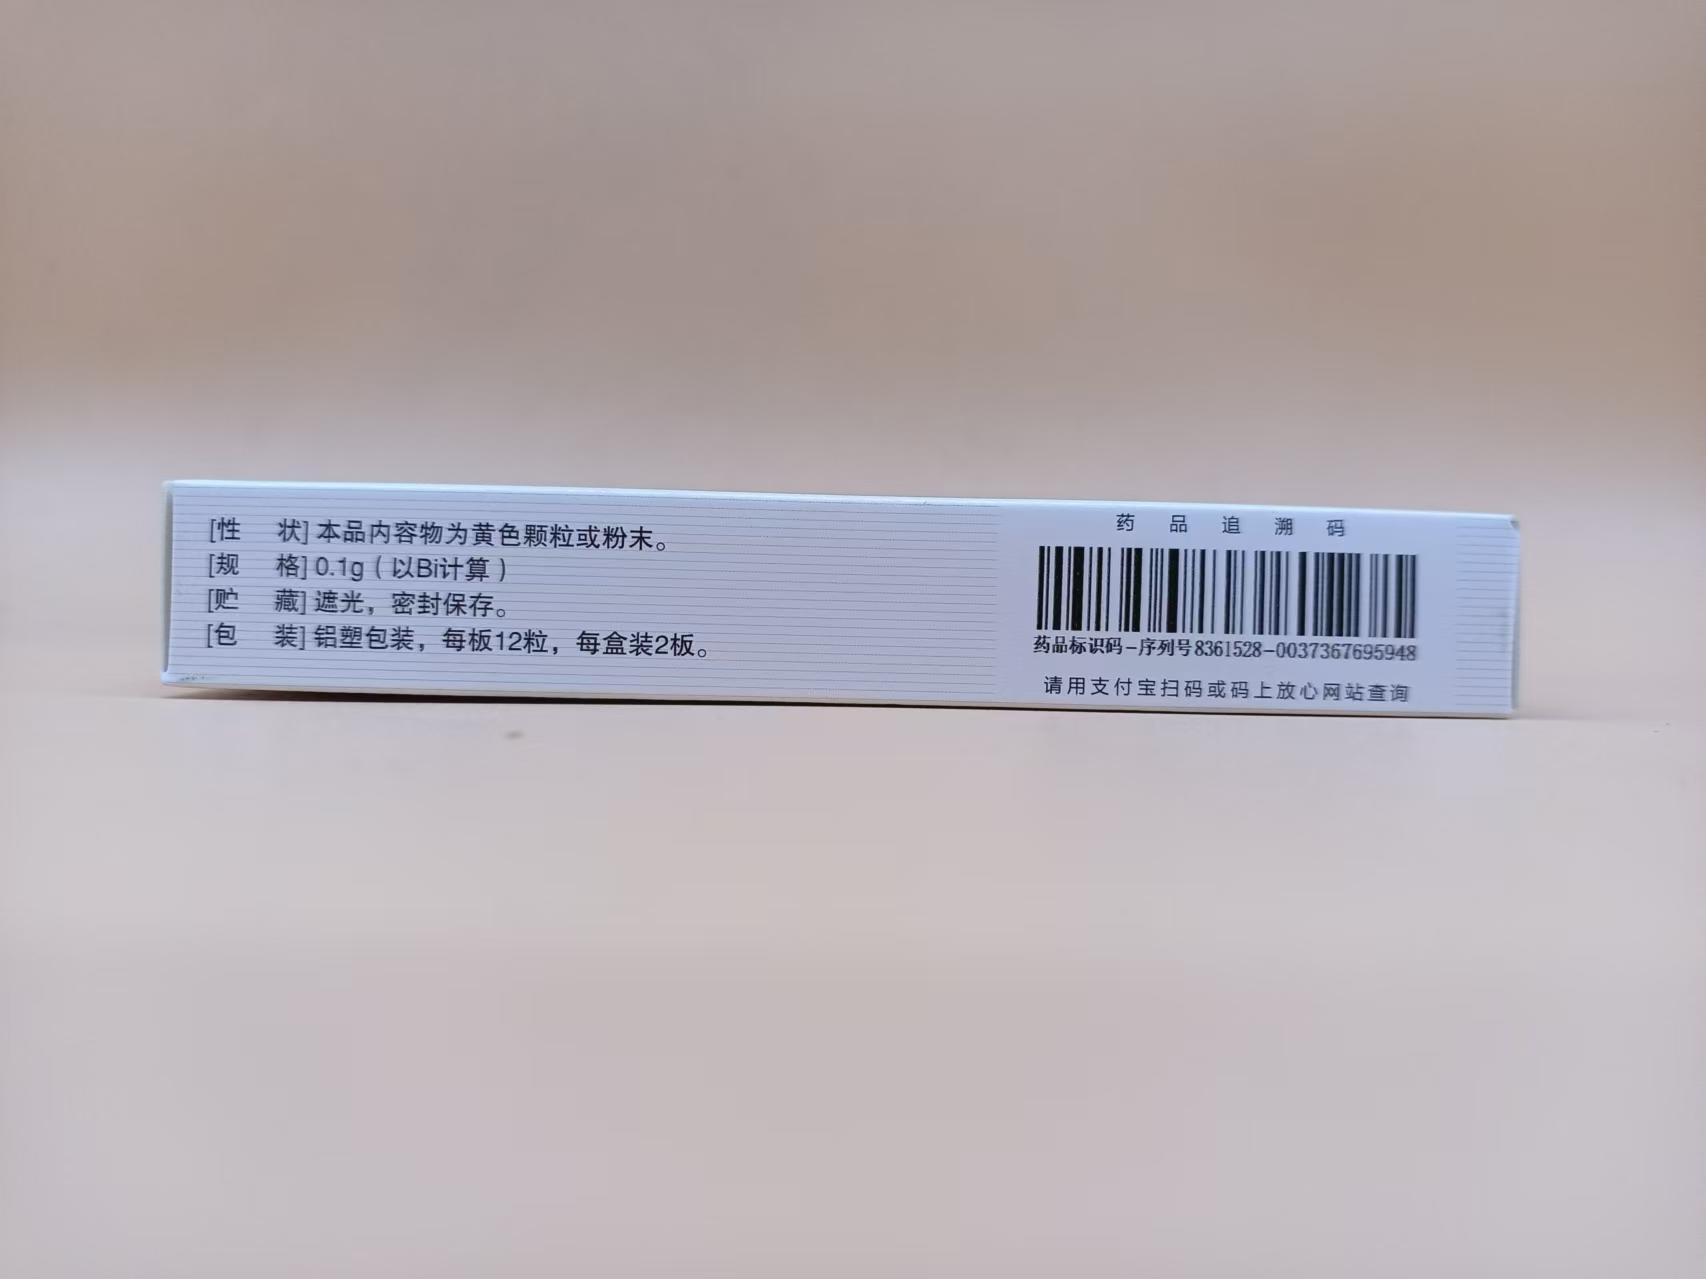 [性 状] 本品内容物为黄色颗粒或粉末。
[规 格] 0.1g（以Bi计算）
[贮 藏] 遮光，密封保存。
[包 装] 铝塑包装，每板12粒，每盒装2板。
药品追溯码
药品标识码-序列号8361528-0037367695948
请用支付宝扫码或码上放心网站查询